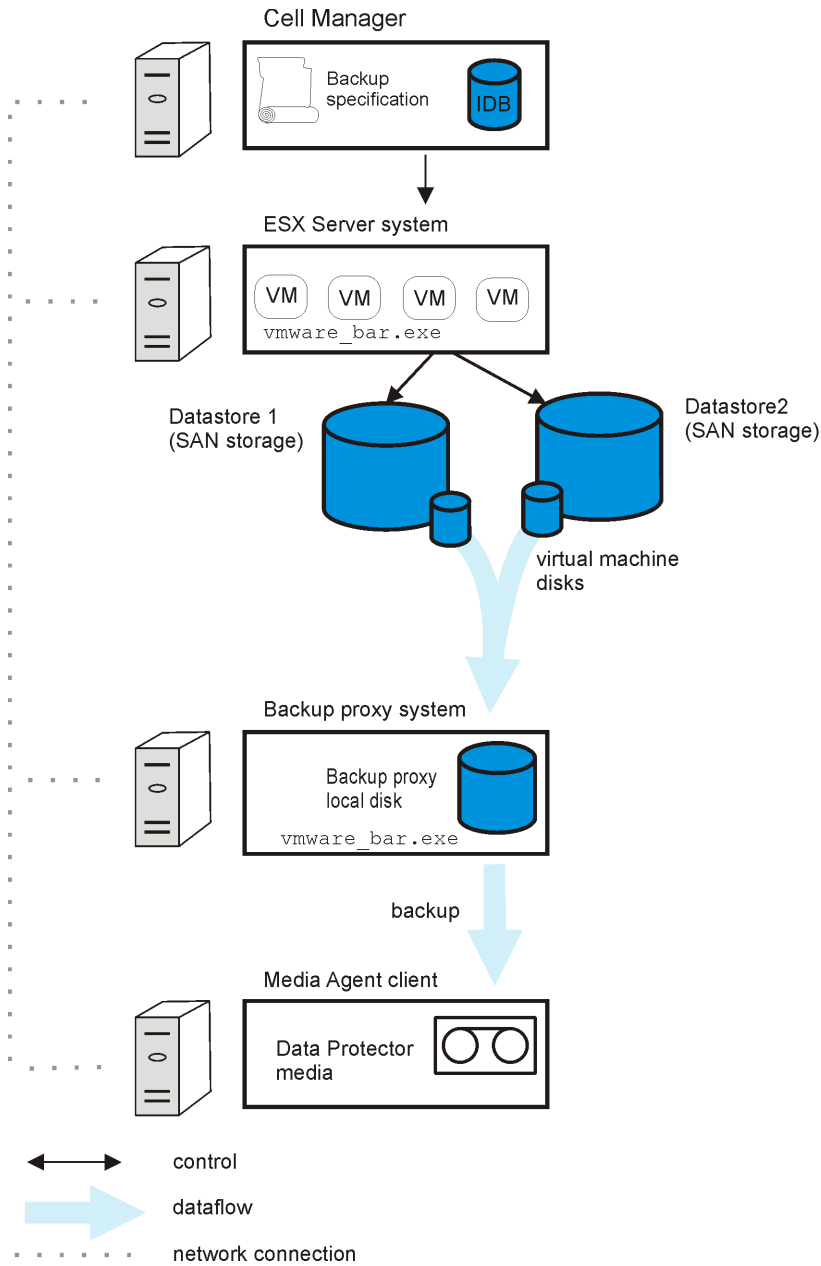 Cell Manager
Backup
specification
IDB
ESX Server system
VM VM VM VM
vmware_bar.exe
Datastore 1
(SAN storage)
Datastore2
(SAN storage)
virtual machine
disks
Backup proxy system
Backup proxy
local disk
vmware_bar.exe
backup
Media Agent client
Data Protector
media
control
dataflow
network connection